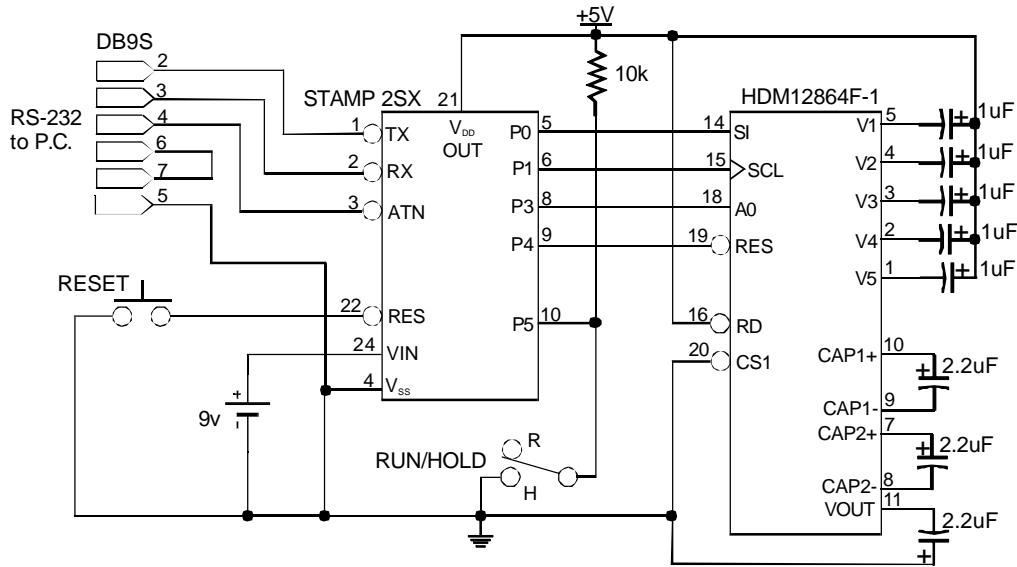 +5V
DB9S
2
3
4
6
7
5
RS-232
to P.C.
STAMP 2SX
21
10k
HDM12864F-1
1
TX
VDD
OUT
P0
5
2
RX
P1
6
3
ATN
P3
8
P4
9
22
RES
P5
10
24
VIN
4
Vss
14
SI
15
SCL
18
A0
19
RES
16
RD
20
CS1
V1
5
+
1uF
V2
4
+
1uF
V3
3
+
1uF
V4
2
+
1uF
V5
1
+
1uF
CAP1+
10
+
2.2uF
CAP1-
9
CAP2+
7
+
2.2uF
CAP2-
8
VOUT
11
2.2uF
+
RESET
9v
+
-
RUN/HOLD
R
H